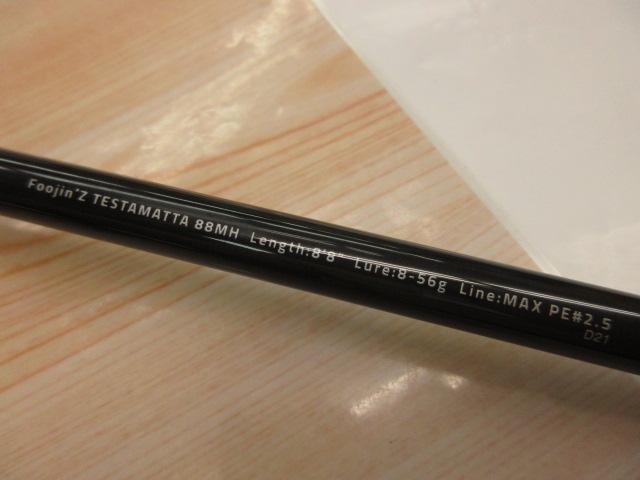 Foojin'Z TESTAMATTA 88MH Length:8'8" Lure:8-56g Line:MAX PE#2.5
D21